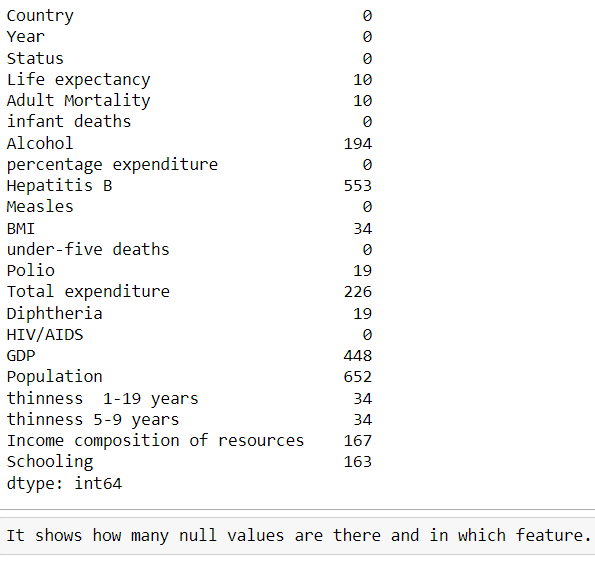 Country 0
Year 0
Status 0
Life expectancy 10
Adult Mortality 10
infant deaths 0
Alcohol 194
percentage expenditure 0
Hepatitis B 553
Measles 0
BMI 34
under-five deaths 0
Polio 19
Total expenditure 226
Diphtheria 19
HIV/AIDS 0
GDP 448
Population 652
thinness  1-19 years 34
thinness 5-9 years 34
Income composition of resources 167
Schooling 163
dtype: int64
It shows how many null values are there and in which feature.